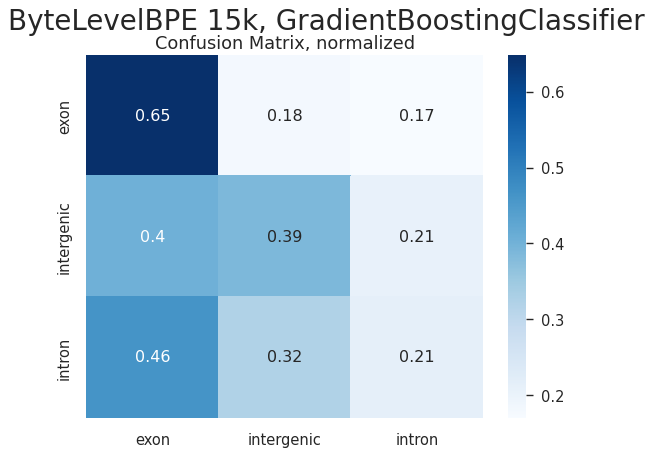 ByteLevelBPE 15k, GradientBoostingClassifier
Confusion Matrix, normalized
exon
0.65
0.18
0.17
intergenic
0.4
0.39
0.21
intron
0.46
0.32
0.21
exon
intergenic
intron
0.6
0.5
0.4
0.3
0.2